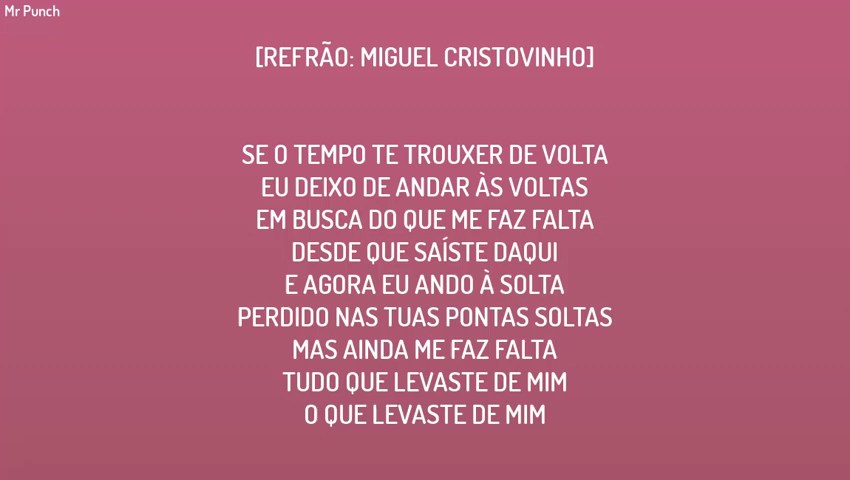 Mr Punch
[REFRÃO: MIGUEL CRISTOVINHO]
SE O TEMPO TE TROUXER DE VOLTA
EU DEIXO DE ANDAR ÀS VOLTAS
EM BUSCA DO QUE ME FAZ FALTA
DESDE QUE SAÍSTE DAQUI
E AGORA EU ANDO À SOLTA
PERDIDO NAS TUAS PONTAS SOLTAS
MAS AINDA ME FAZ FALTA
TUDO QUE LEVASTE DE MIM
O QUE LEVASTE DE MIM